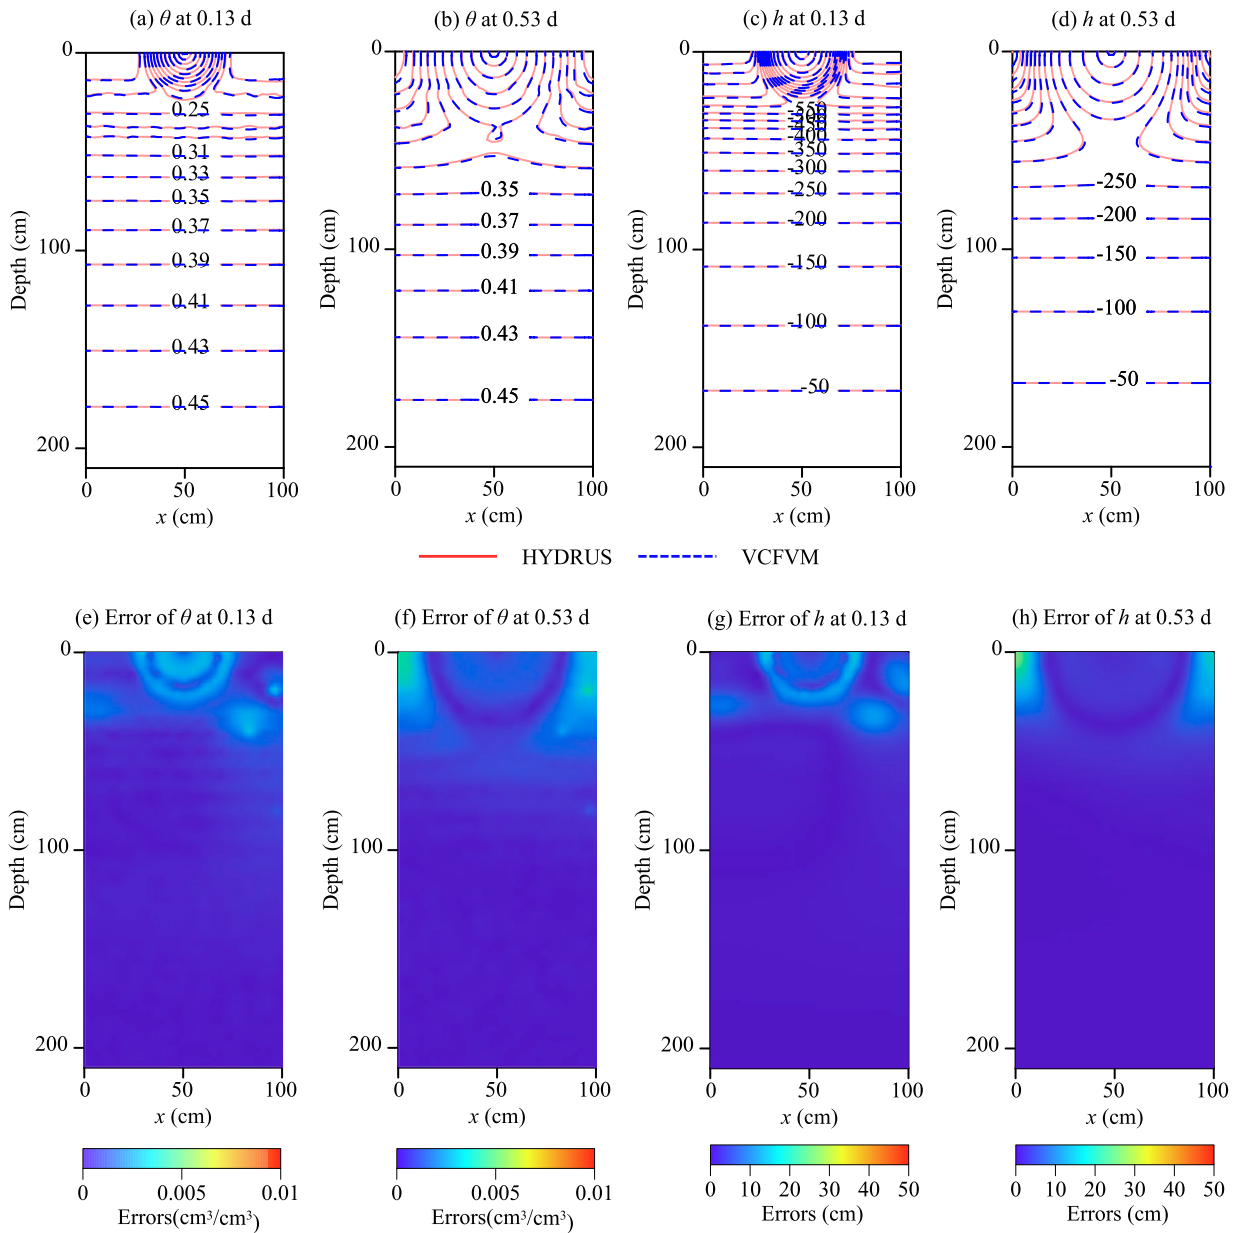 (a) θ at 0.13 d
(b) θ at 0.53 d
(c) h at 0.13 d
(d) h at 0.53 d
0
100
200
Depth (cm)
0.25
0.31
0.33
0.35
0.37
0.39
0.41
0.43
0.45
0 50 100
x (cm)
0
100
200
Depth (cm)
0.35
0.37
0.39
0.41
0.43
0.45
0 50 100
x (cm)
0
100
200
Depth (cm)
-550
-400
-350
-300
-250
-200
-150
-100
-50
0 50 100
x (cm)
0
100
200
Depth (cm)
-250
-200
-150
-100
-50
0 50 100
x (cm)
HYDRUS VCFVM
(e) Error of θ at 0.13 d
(f) Error of θ at 0.53 d
(g) Error of h at 0.13 d
(h) Error of h at 0.53 d
0
100
200
Depth (cm)
0 50 100
x (cm)
0 0.005 0.01
Errors(cm³/cm³)
0
100
200
Depth (cm)
0 50 100
x (cm)
0 0.005 0.01
Errors(cm³/cm³)
0
100
200
Depth (cm)
0 50 100
x (cm)
0 10 20 30 40 50
Errors (cm)
0
100
200
Depth (cm)
0 50 100
x (cm)
0 10 20 30 40 50
Errors (cm)